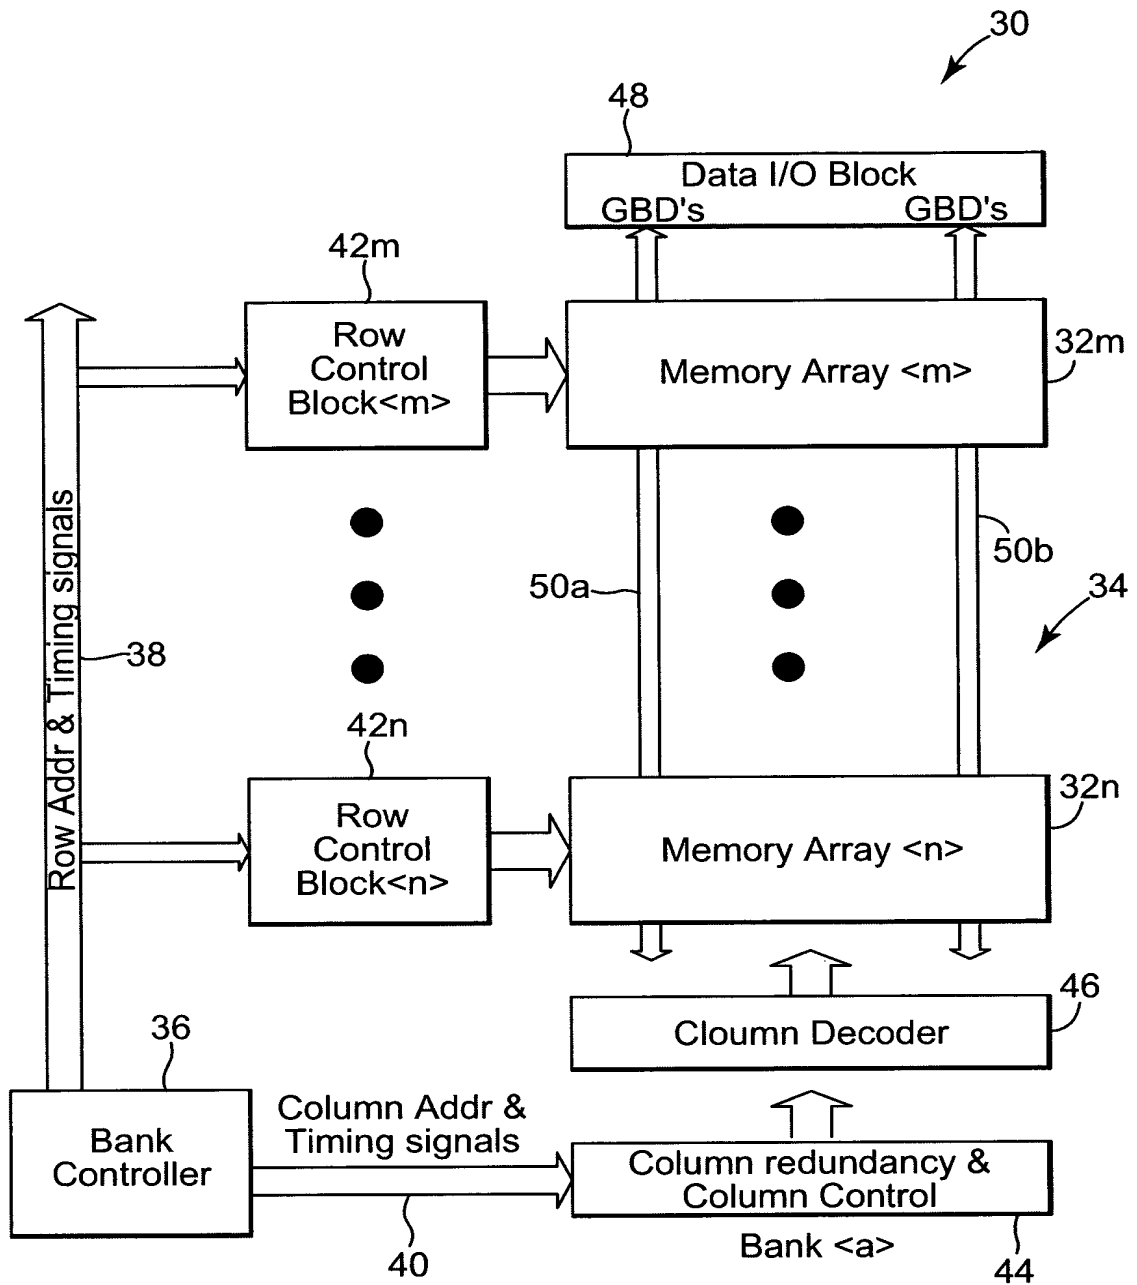 30
48
Data I/O Block
GBD's GBD's
42m
Row
Control
Block<m>
Memory Array <m>
32m
Row Addr & Timing signals
38
50a
50b
34
42n
Row
Control
Block<n>
Memory Array <n>
32n
46
Cloumn Decoder
36
Bank
Controller
Column Addr &
Timing signals
40
Column redundancy &
Column Control
Bank <a>
44